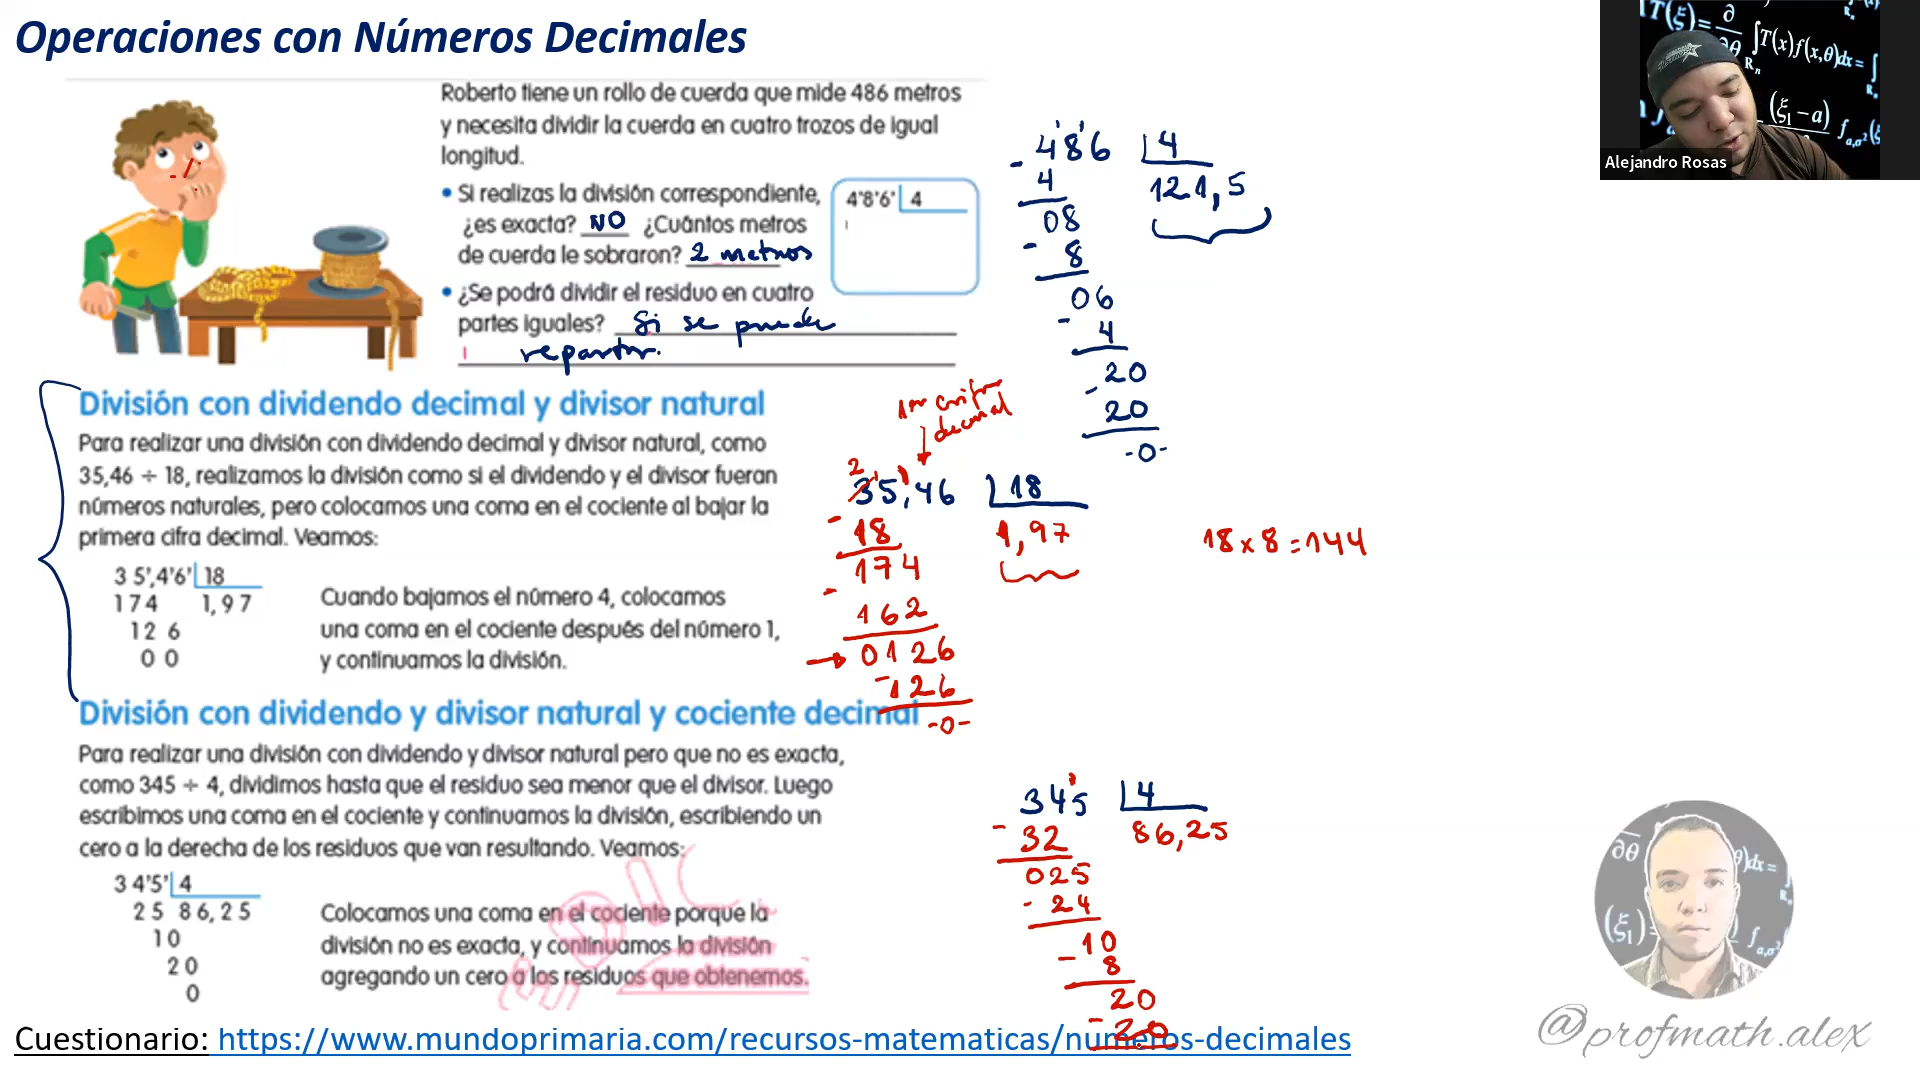 Operaciones con Números Decimales
Roberto tiene un rollo de cuerda que mide 486 metros
y necesita dividir la cuerda en cuatro trozos de igual
longitud.
• Si realizas la división correspondiente,
¿es exacta? NO ¿Cuántos metros
de cuerda le sobraron? 2 metros
• ¿Se podrá dividir el residuo en cuatro
partes iguales? Si se puede
repartir.
4'8'6' 4
486 4
- 4 121,5
08
- 8
06
- 4
20
- 20
-0-
División con dividendo decimal y divisor natural
Para realizar una división con dividendo decimal y divisor natural, como
35,46 ÷ 18, realizamos la división como si el dividendo y el divisor fueran
números naturales, pero colocamos una coma en el cociente al bajar la
primera cifra decimal. Veamos:
3 5',4'6' 18
174 1,97
12 6
0 0
Cuando bajamos el número 4, colocamos
una coma en el cociente después del número 1,
y continuamos la división.
1ra cifra
decimal
2
35,46 18
- 18 1,97
174
- 162
0126
- 126
-0-
18 x 8 = 144
División con dividendo y divisor natural y cociente decimal
Para realizar una división con dividendo y divisor natural pero que no es exacta,
como 345 ÷ 4, dividimos hasta que el residuo sea menor que el divisor. Luego
escribimos una coma en el cociente y continuamos la división, escribiendo un
cero a la derecha de los residuos que van resultando. Veamos:
3 4'5' 4
2 5 8 6, 2 5
1 0
2 0
0
Colocamos una coma en el cociente porque la
división no es exacta, y continuamos la división
agregando un cero a los residuos que obtenemos.
345 4
- 32 86,25
025
- 24
10
- 8
20
- 20
Cuestionario: https://www.mundoprimaria.com/recursos-matematicas/numeros-decimales
Alejandro Rosas
@profmath.alex